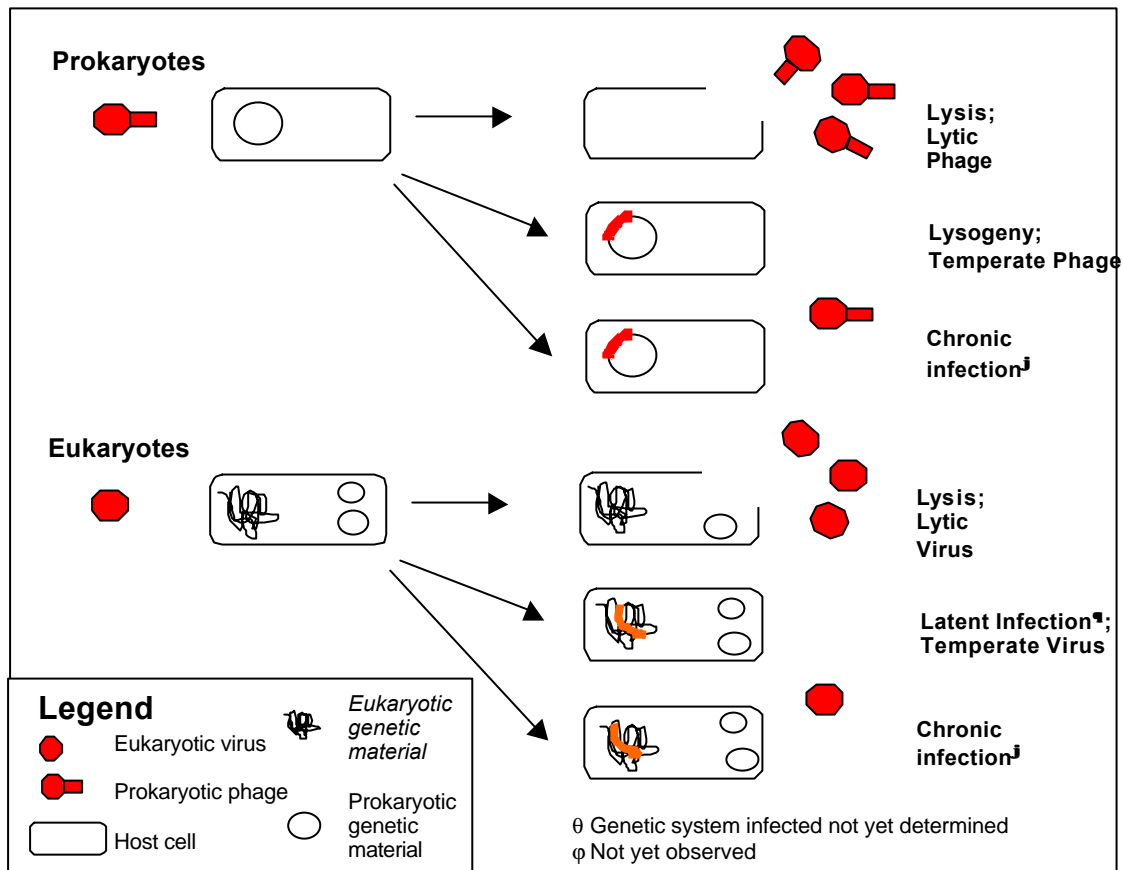 Prokaryotes
Lysis;
Lytic
Phage
Lysogeny;
Temperate Phage
Chronic
infectionʲ
Eukaryotes
Lysis;
Lytic
Virus
Latent Infection¶;
Temperate Virus
Chronic
infectionʲ
Legend
Eukaryotic virus
Prokaryotic phage
Host cell
Eukaryotic
genetic
material
Prokaryotic
genetic
material
θ Genetic system infected not yet determined
φ Not yet observed